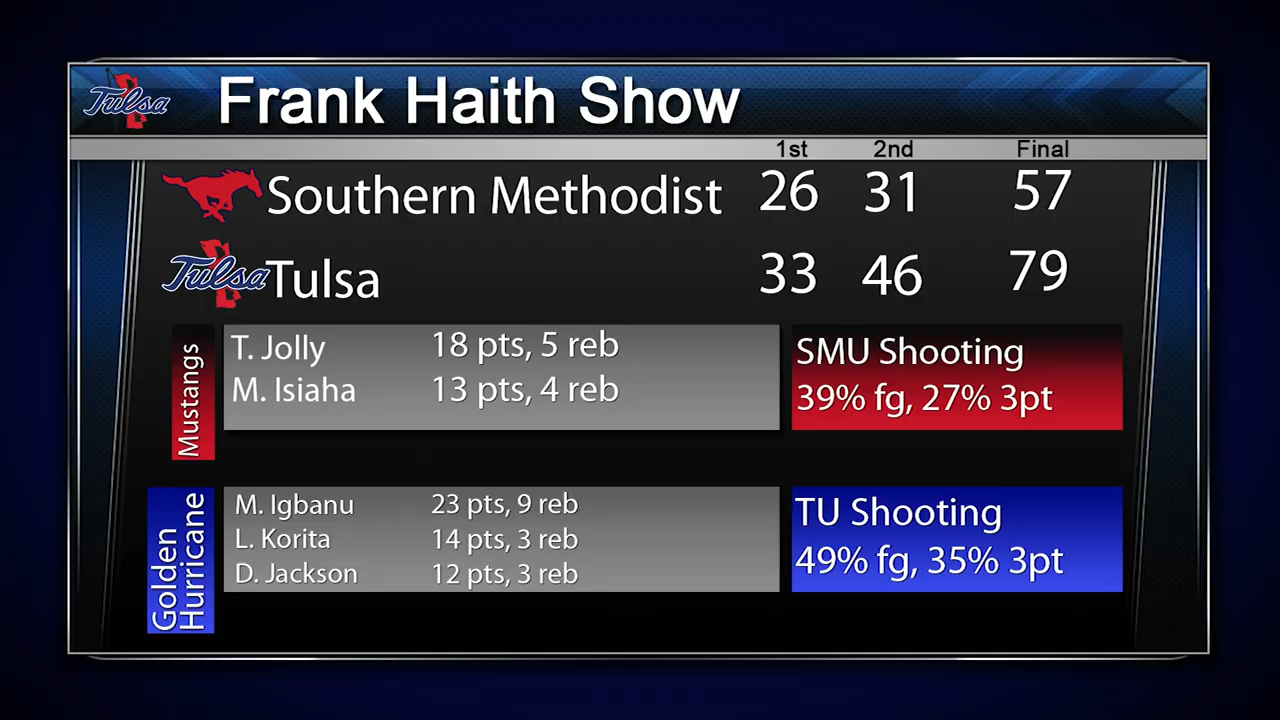 Tulsa Frank Haith Show
1st 2nd Final
Southern Methodist 26 31 57
Tulsa Tulsa 33 46 79
Mustangs
T. Jolly 18 pts, 5 reb
M. Isiaha 13 pts, 4 reb
SMU Shooting
39% fg, 27% 3pt
Golden
Hurricane
M. Igbanu 23 pts, 9 reb
L. Korita 14 pts, 3 reb
D. Jackson 12 pts, 3 reb
TU Shooting
49% fg, 35% 3pt